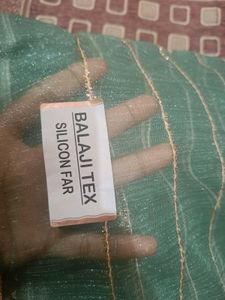 BALAJI TEX
SILICON FAR